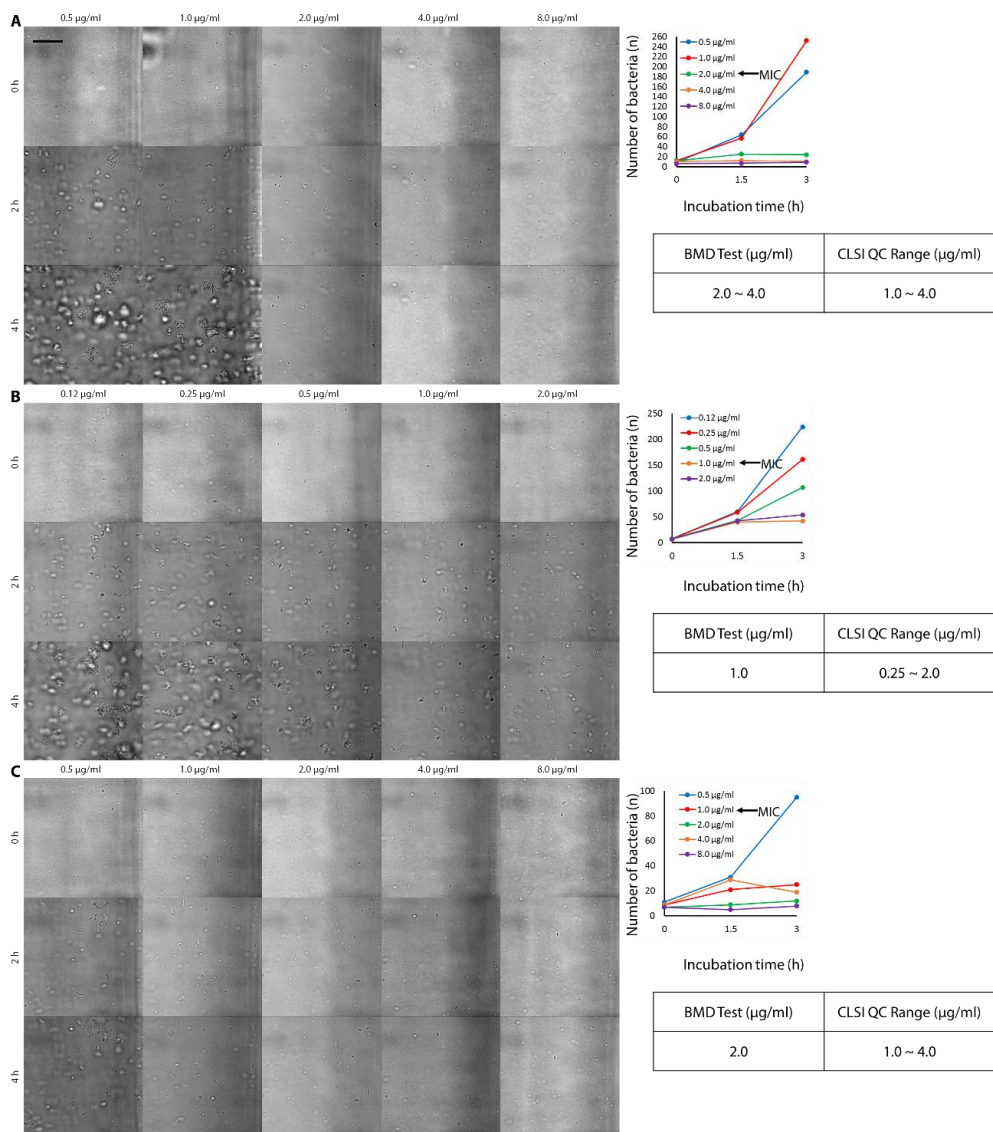 A
0.5 µg/ml 1.0 µg/ml 2.0 µg/ml 4.0 µg/ml 8.0 µg/ml
0 h
2 h
4 h
Number of bacteria (n)
260
240
220
200
180
160
140
120
100
80
60
40
20
0
0.5 µg/ml
1.0 µg/ml
2.0 µg/ml MIC
4.0 µg/ml
8.0 µg/ml
0 1.5 3
Incubation time (h)
BMD Test (µg/ml) CLSI QC Range (µg/ml)
2.0 ~ 4.0 1.0 ~ 4.0
B
0.12 µg/ml 0.25 µg/ml 0.5 µg/ml 1.0 µg/ml 2.0 µg/ml
0 h
2 h
4 h
Number of bacteria (n)
250
200
150
100
50
0
0.12 µg/ml
0.25 µg/ml
0.5 µg/ml
1.0 µg/ml MIC
2.0 µg/ml
0 1.5 3
Incubation time (h)
BMD Test (µg/ml) CLSI QC Range (µg/ml)
1.0 0.25 ~ 2.0
C
0.5 µg/ml 1.0 µg/ml 2.0 µg/ml 4.0 µg/ml 8.0 µg/ml
0 h
2 h
4 h
Number of bacteria (n)
100
80
60
40
20
0
0.5 µg/ml
1.0 µg/ml MIC
2.0 µg/ml
4.0 µg/ml
8.0 µg/ml
0 1.5 3
Incubation time (h)
BMD Test (µg/ml) CLSI QC Range (µg/ml)
2.0 1.0 ~ 4.0